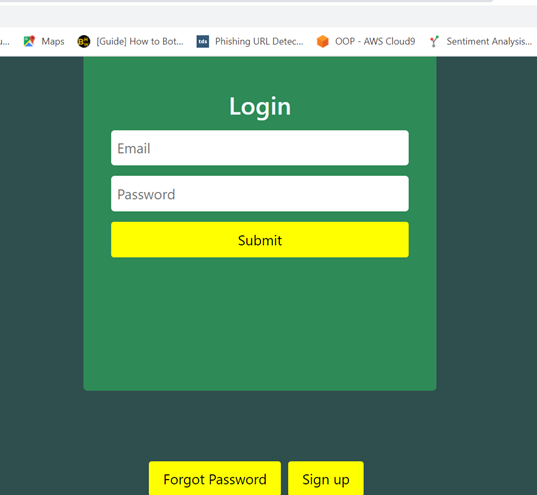 u... Maps [Guide] How to Bot... tds Phishing URL Detec... OOP - AWS Cloud9 Sentiment Analysis...
Login
Email
Password
Submit
Forgot Password Sign up